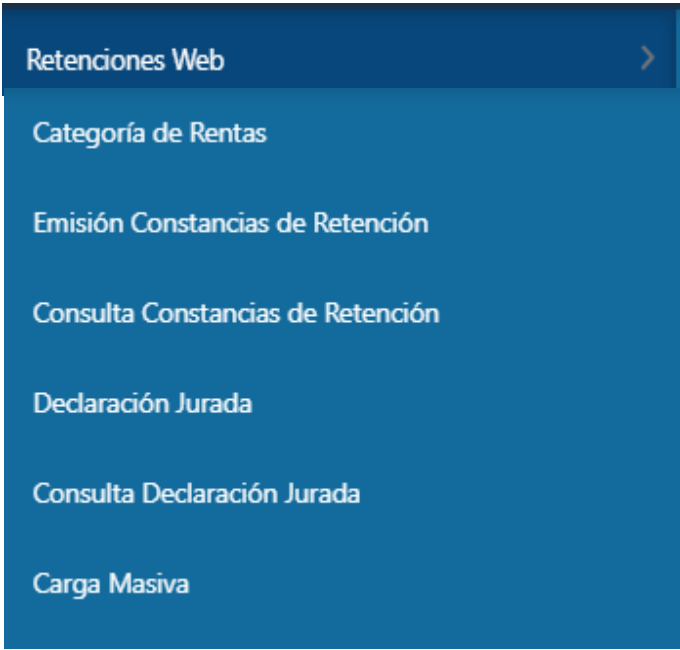 Retenciones Web
Categoría de Rentas
Emisión Constancias de Retención
Consulta Constancias de Retención
Declaración Jurada
Consulta Declaración Jurada
Carga Masiva